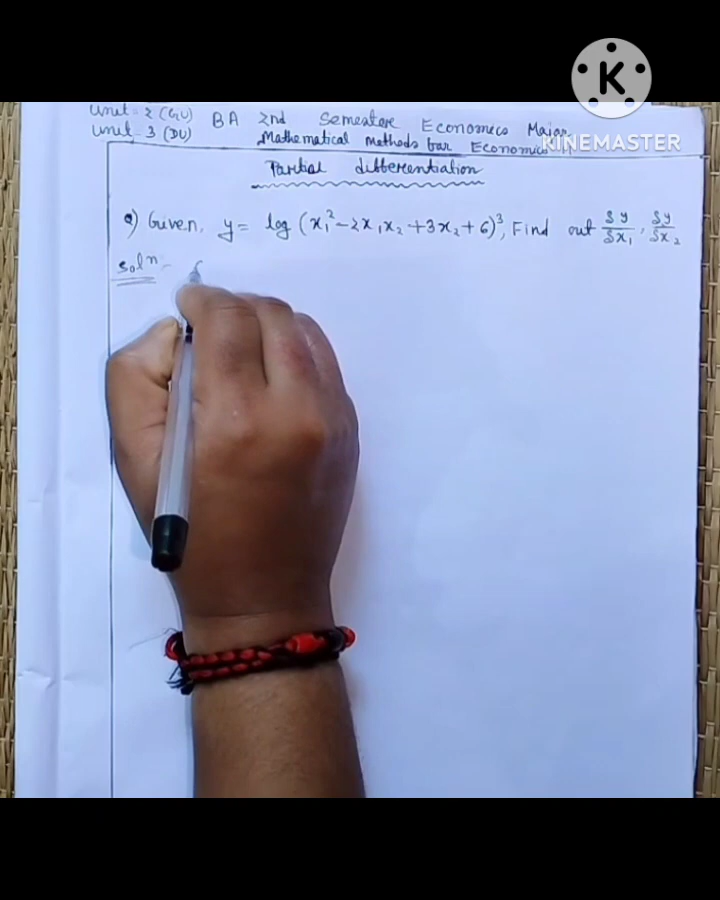 K
KINEMASTER
Unit-2 (GU) BA 2nd Semester Economics Major
Unit-3 (DU) Mathematical Methods for Economics
Partial differentiation
Q) Given, y = log (x₁² - 2x₁x₂ + 3x₂ + 6)³, Find out δy/δx₁, δy/δx₂
Solⁿ:-